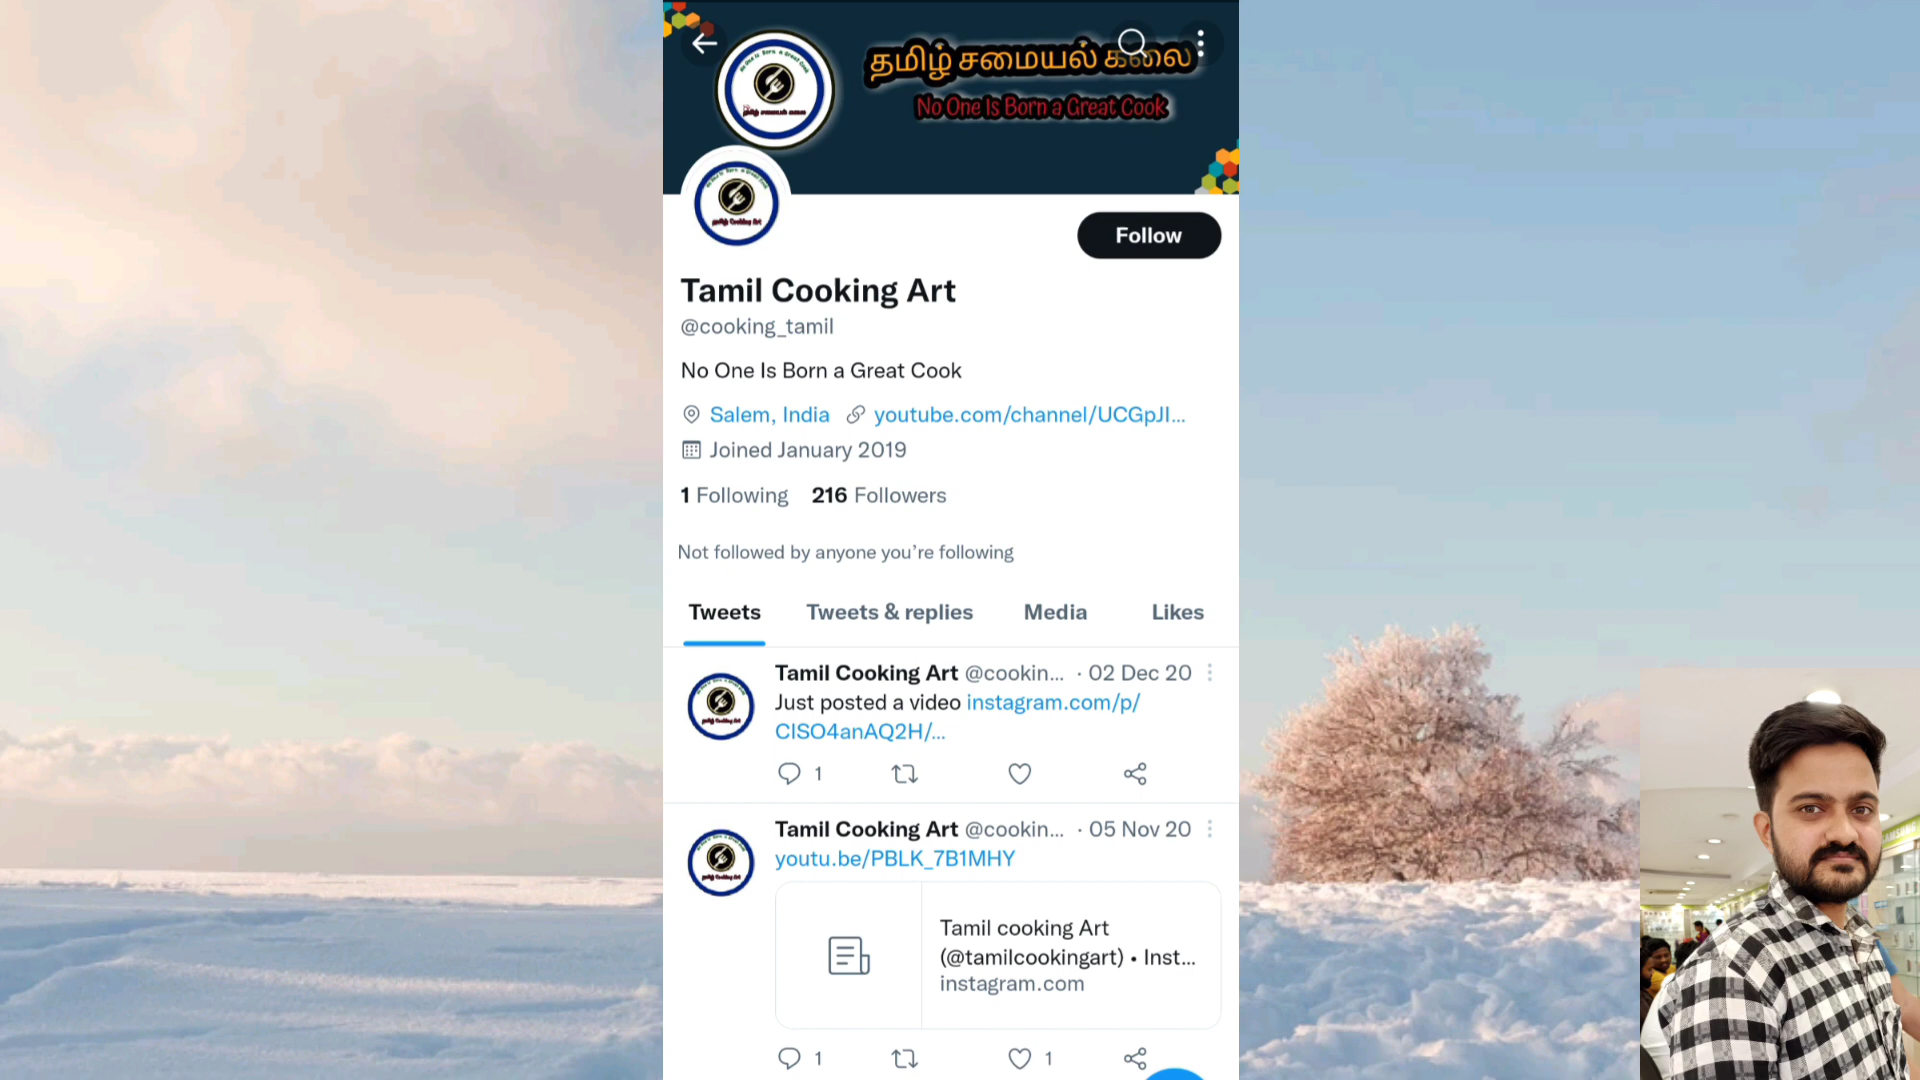 தமிழ் சமையல் கலை
No One Is Born a Great Cook
Follow
Tamil Cooking Art
@cooking_tamil
No One Is Born a Great Cook
Salem, India youtube.com/channel/UCGpJI...
Joined January 2019
1 Following 216 Followers
Not followed by anyone you’re following
Tweets Tweets & replies Media Likes
Tamil Cooking Art @cookin... · 02 Dec 20
Just posted a video instagram.com/p/
CISO4anAQ2H/...
1
Tamil Cooking Art @cookin... · 05 Nov 20
youtu.be/PBLK_7B1MHY
Tamil cooking Art
(@tamilcookingart) • Inst...
instagram.com
1 1